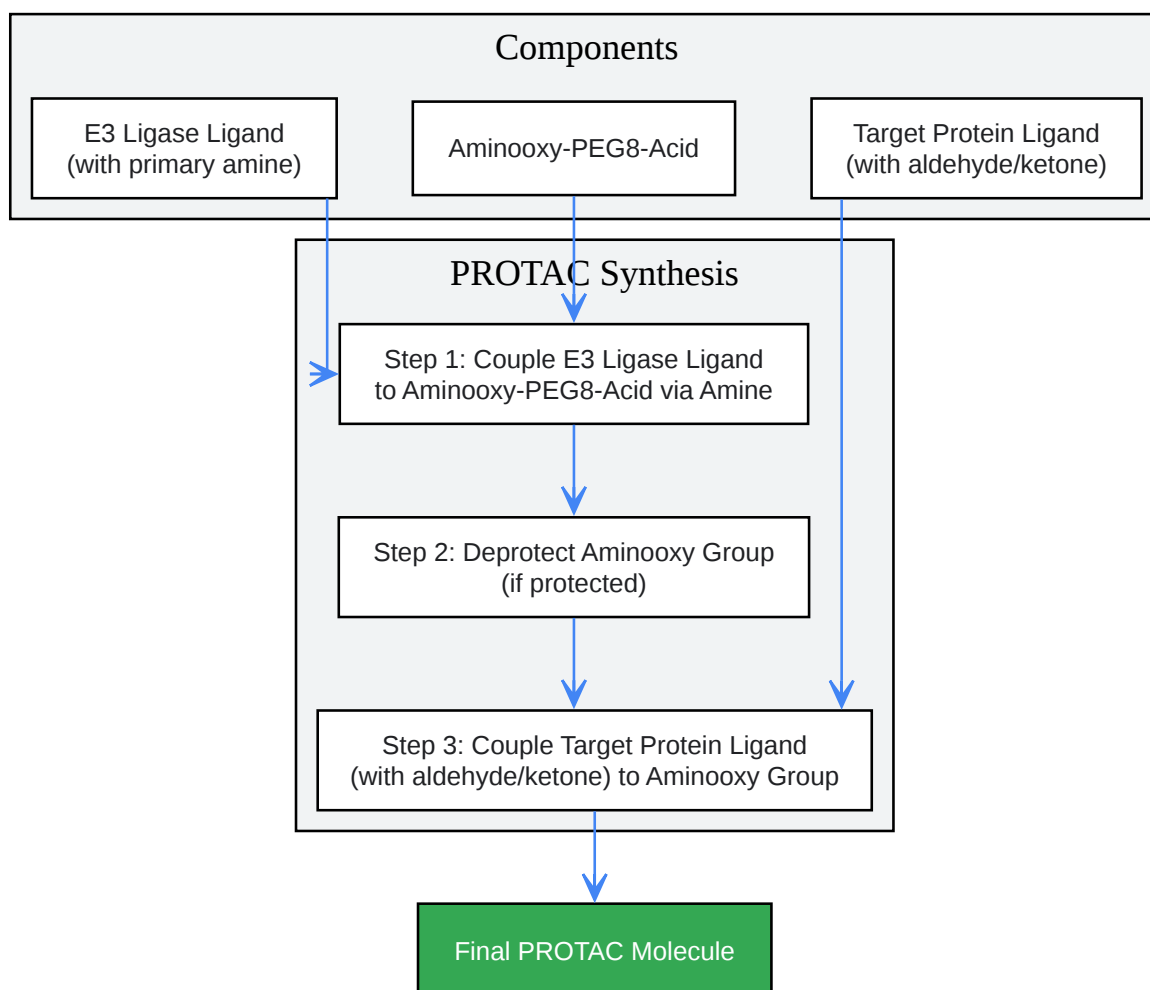 Components
E3 Ligase Ligand
(with primary amine)
Aminooxy-PEG8-Acid
Target Protein Ligand
(with aldehyde/ketone)
PROTAC Synthesis
Step 1: Couple E3 Ligase Ligand
to Aminooxy-PEG8-Acid via Amine
Step 2: Deprotect Aminooxy Group
(if protected)
Step 3: Couple Target Protein Ligand
(with aldehyde/ketone) to Aminooxy Group
Final PROTAC Molecule